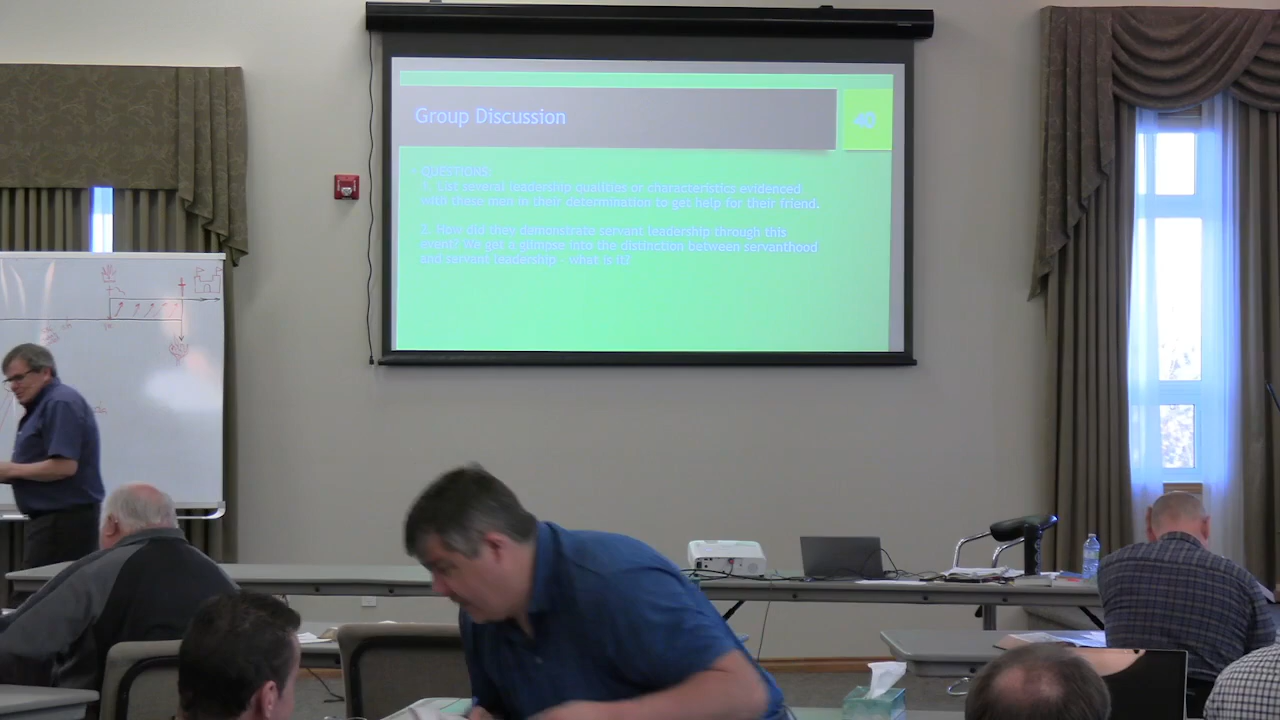 Group Discussion
40
QUESTIONS:
1. List several leadership qualities or characteristics evidenced
with these men in their determination to get help for their friend.
2. How did they demonstrate servant leadership through this
event? We get a glimpse into the distinction between servanthood
and servant leadership - what is it?